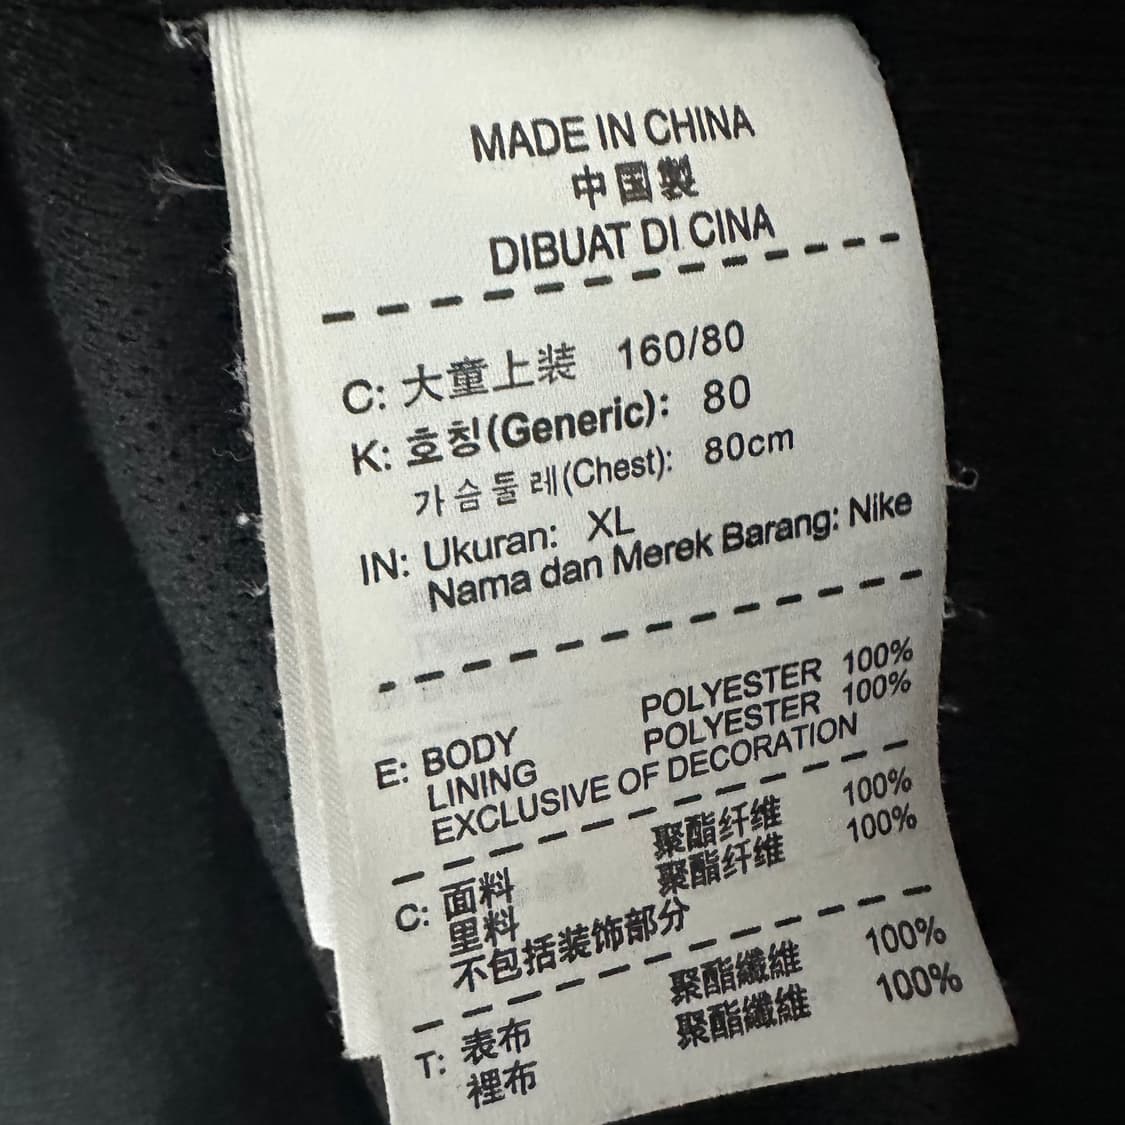 MADE IN CHINA
中国製
DIBUAT DI CINA
C: 大童上装 160/80
K: 호칭(Generic): 80
가슴둘레(Chest): 80cm
IN: Ukuran: XL
Nama dan Merek Barang: Nike
E: BODY POLYESTER 100%
LINING POLYESTER 100%
EXCLUSIVE OF DECORATION
C: 面料 聚酯纤维 100%
里料 聚酯纤维 100%
不包括装饰部分
T: 表布 聚酯纖維 100%
裡布 聚酯纖維 100%